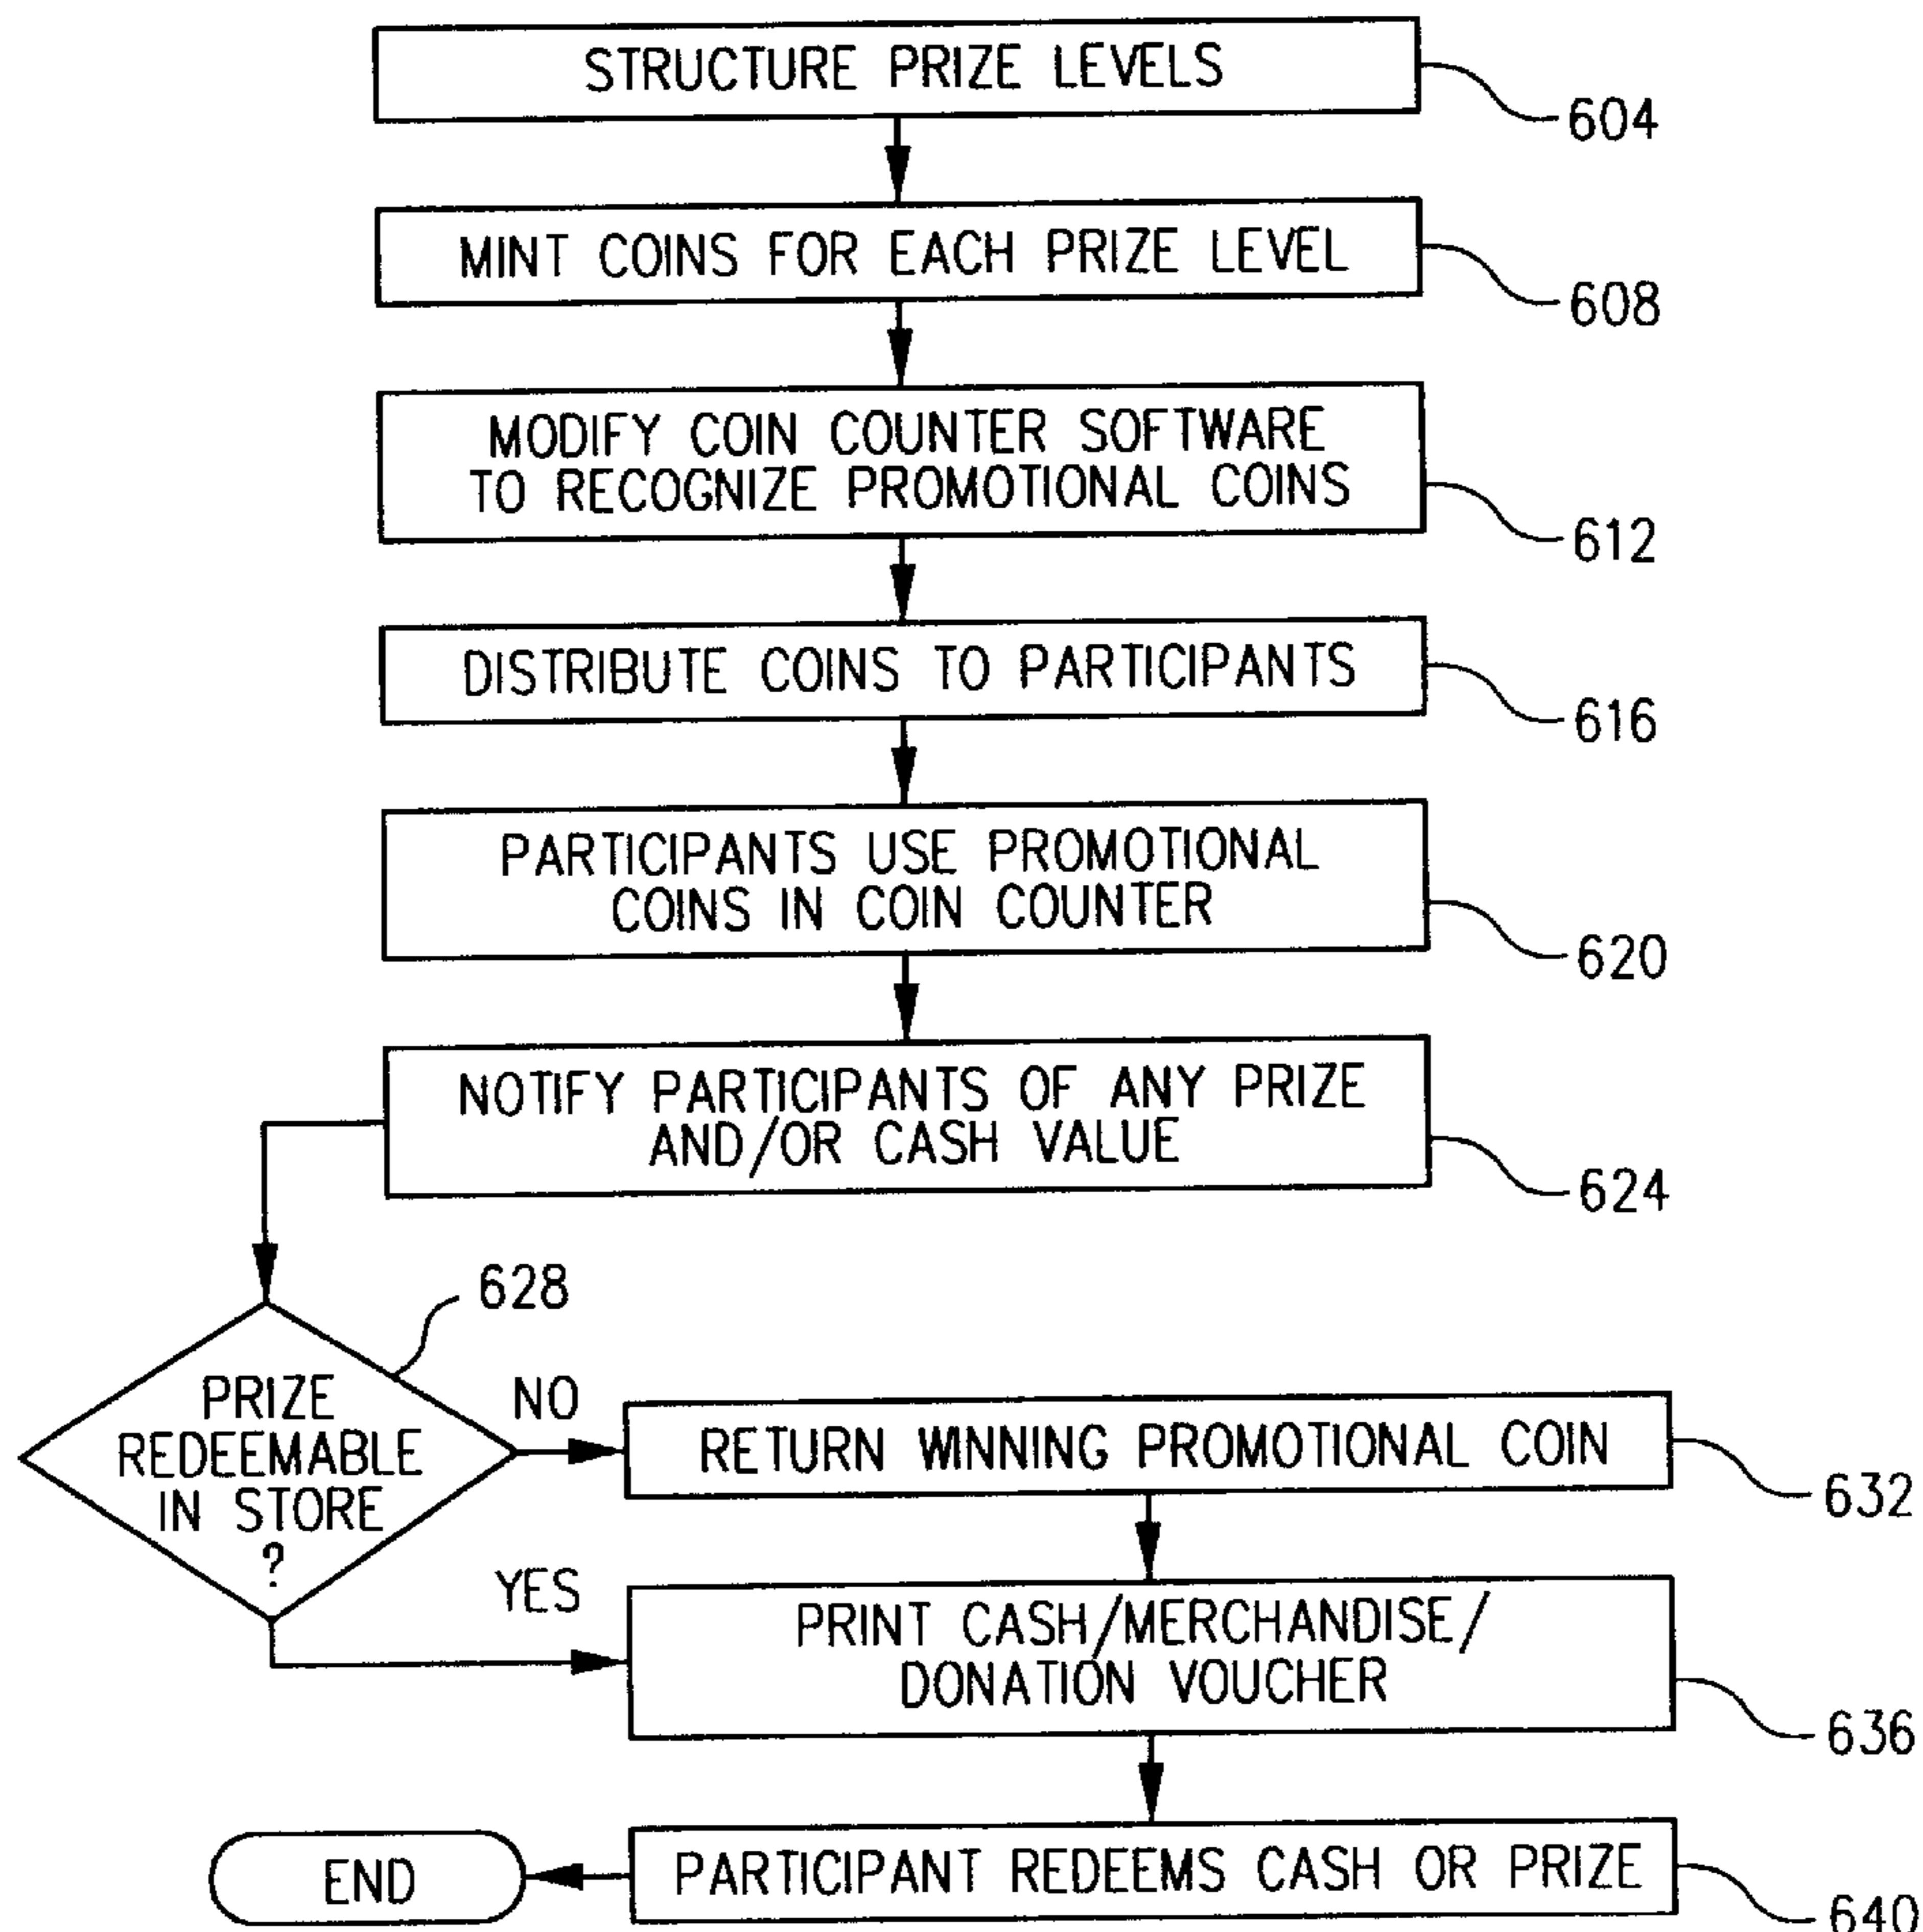 STRUCTURE PRIZE LEVELS
604
MINT COINS FOR EACH PRIZE LEVEL
608
MODIFY COIN COUNTER SOFTWARE
TO RECOGNIZE PROMOTIONAL COINS
612
DISTRIBUTE COINS TO PARTICIPANTS
616
PARTICIPANTS USE PROMOTIONAL
COINS IN COIN COUNTER
620
NOTIFY PARTICIPANTS OF ANY PRIZE
AND/OR CASH VALUE
624
628
PRIZE
REDEEMABLE
IN STORE
?
NO
RETURN WINNING PROMOTIONAL COIN
632
YES
PRINT CASH/MERCHANDISE/
DONATION VOUCHER
636
PARTICIPANT REDEEMS CASH OR PRIZE
640
END